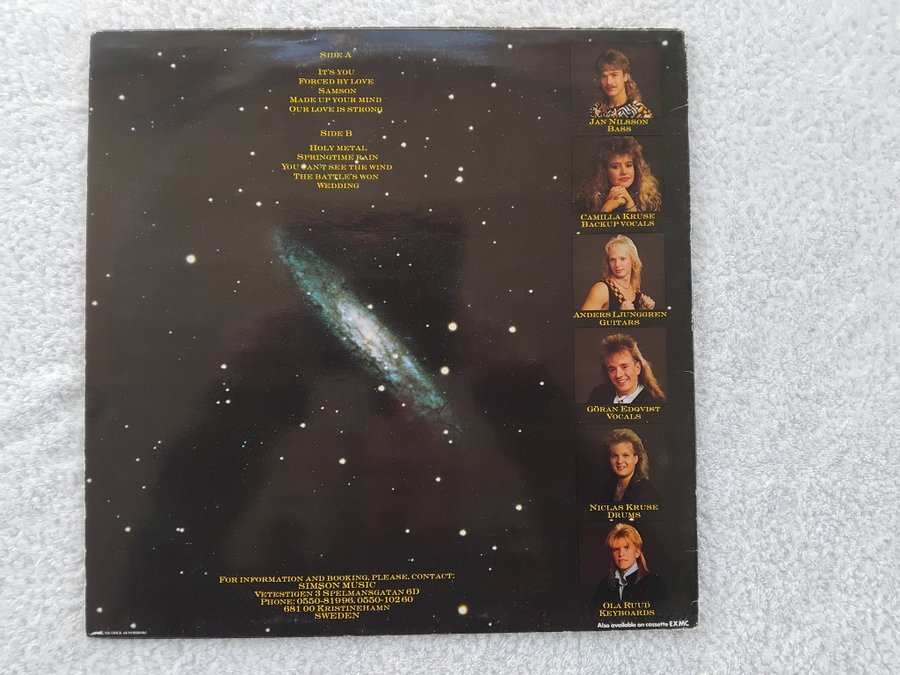 SIDE A
IT'S YOU
FORCED BY LOVE
SAMSON
MADE UP YOUR MIND
OUR LOVE IS STRONG
SIDE B
HOLY METAL
SPRINGTIME RAIN
YOU CAN'T SEE THE WIND
THE BATTLE'S WON
WEDDING
JAN NILSSON
BASS
CAMILLA KRUSE
BACKUP VOCALS
ANDERS LJUNGGREN
GUITARS
GÖRAN EDQVIST
VOCALS
NICLAS KRUSE
DRUMS
OLA RUUD
KEYBOARDS
FOR INFORMATION AND BOOKING, PLEASE, CONTACT:
SIMSON MUSIC
VETESTIGEN 3 SPELMANSGATAN 6D
PHONE: 0550-81996, 0550-102 60
681 00 KRISTINEHAMN
SWEDEN
Also available on cassette EX MC